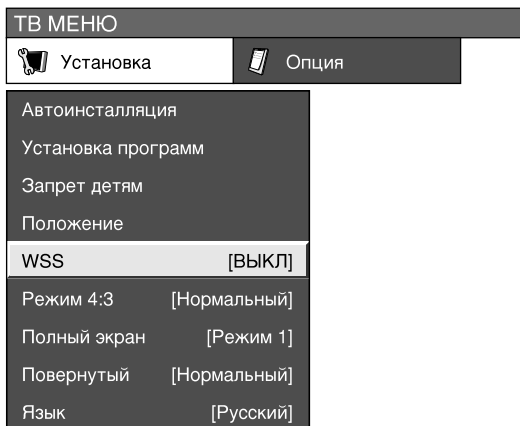 ТВ МЕНЮ
Установка Опция
Автоинсталляция
Установка программ
Запрет детям
Положение
WSS [ВЫКЛ]
Режим 4:3 [Нормальный]
Полный экран [Режим 1]
Повернутый [Нормальный]
Язык [Русский]